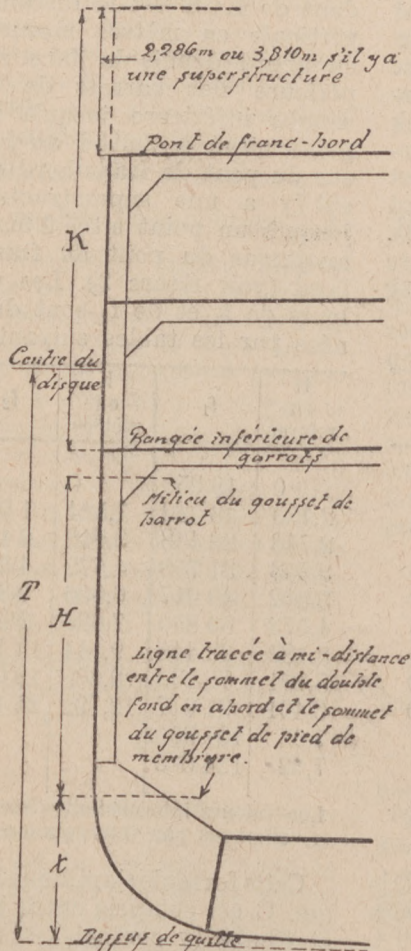 2,286m ou 3,810m s'il y a
une superstructure
Pont de franc-bord
K
Centre du
disque
Rangée inférieure de
barrots
Milieu du gousset de
barrot
T
H
Ligne tracée à mi-distance
entre le sommet du double
fond en abord et le sommet
du gousset de pied de
membrure.
t
Dessus de quille